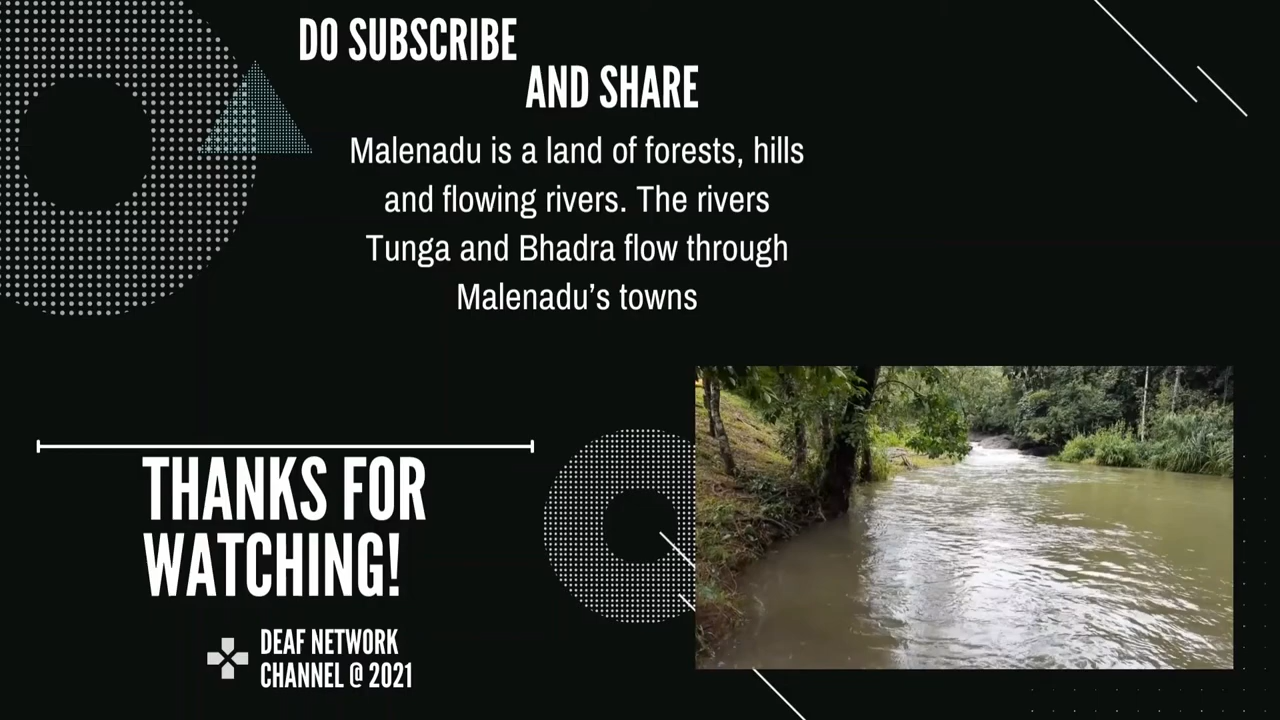 DO SUBSCRIBE
AND SHARE
Malenadu is a land of forests, hills
and flowing rivers. The rivers
Tunga and Bhadra flow through
Malenadu’s towns
THANKS FOR
WATCHING!
DEAF NETWORK
CHANNEL @ 2021